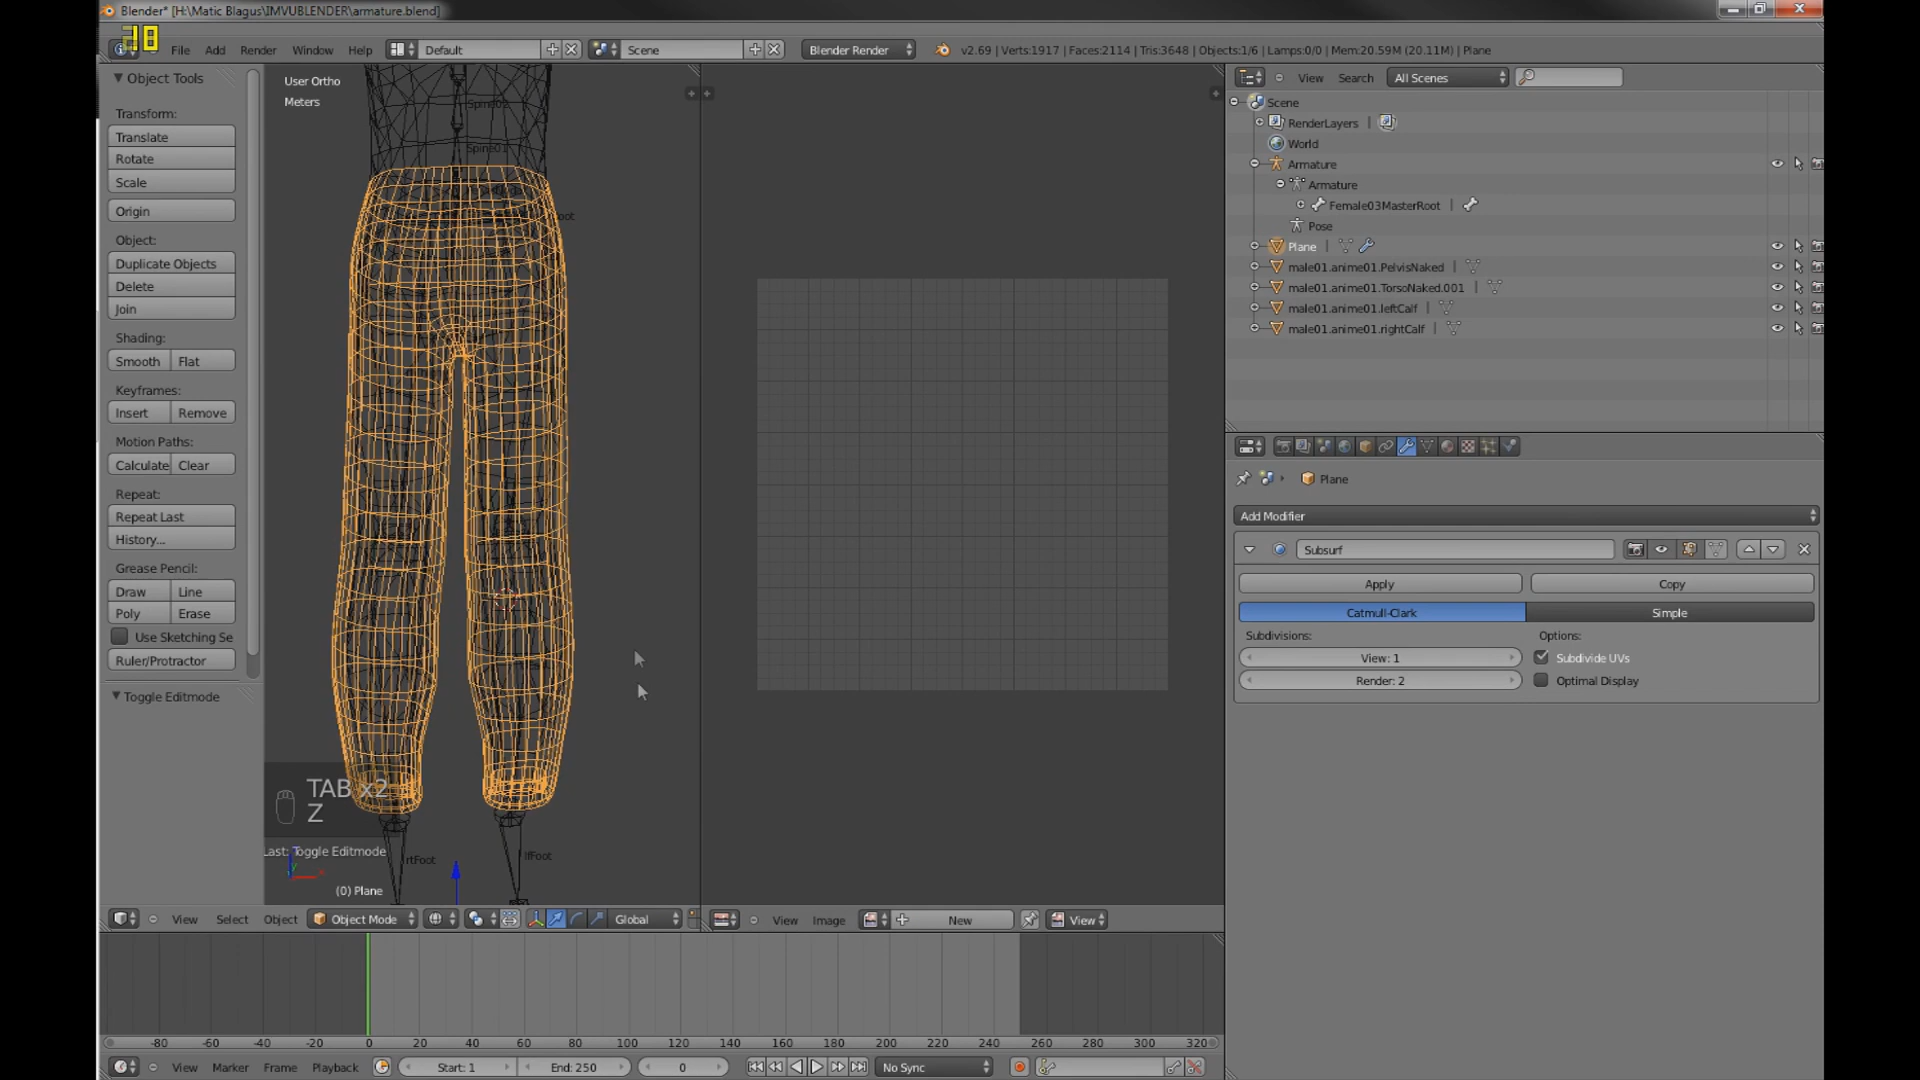 Blender* [H:\Matic Blagus\IMVUBLENDER\armature.blend]
18
File Add Render Window Help Default Scene Blender Render v2.69 | Verts:1917 | Faces:2114 | Tris:3648 | Objects:1/6 | Lamps:0/0 | Mem:20.59M (20.11M) | Plane
Object Tools
Transform:
Translate
Rotate
Scale
Origin
Object:
Duplicate Objects
Delete
Join
Shading:
Smooth Flat
Keyframes:
Insert Remove
Motion Paths:
Calculate Clear
Repeat:
Repeat Last
History...
Grease Pencil:
Draw Line
Poly Erase
Use Sketching Se
Ruler/Protractor
Toggle Editmode
User Ortho
Meters
Spine02
Spine01
oot
TAB x2
Z
Last: Toggle Editmode
rtFoot
lfFoot
(0) Plane
View Select Object Object Mode Global
View Image New View
View Search All Scenes
Scene
RenderLayers
World
Armature
Armature
Female03MasterRoot
Pose
Plane
male01.anime01.PelvisNaked
male01.anime01.TorsoNaked.001
male01.anime01.leftCalf
male01.anime01.rightCalf
Plane
Add Modifier
Subsurf
Apply Copy
Catmull-Clark Simple
Subdivisions: Options:
View: 1 Subdivide UVs
Render: 2 Optimal Display
-80 -60 -40 -20 0 20 40 60 80 100 120 140 160 180 200 220 240 260 280 300 320
View Marker Frame Playback Start: 1 End: 250 0 No Sync